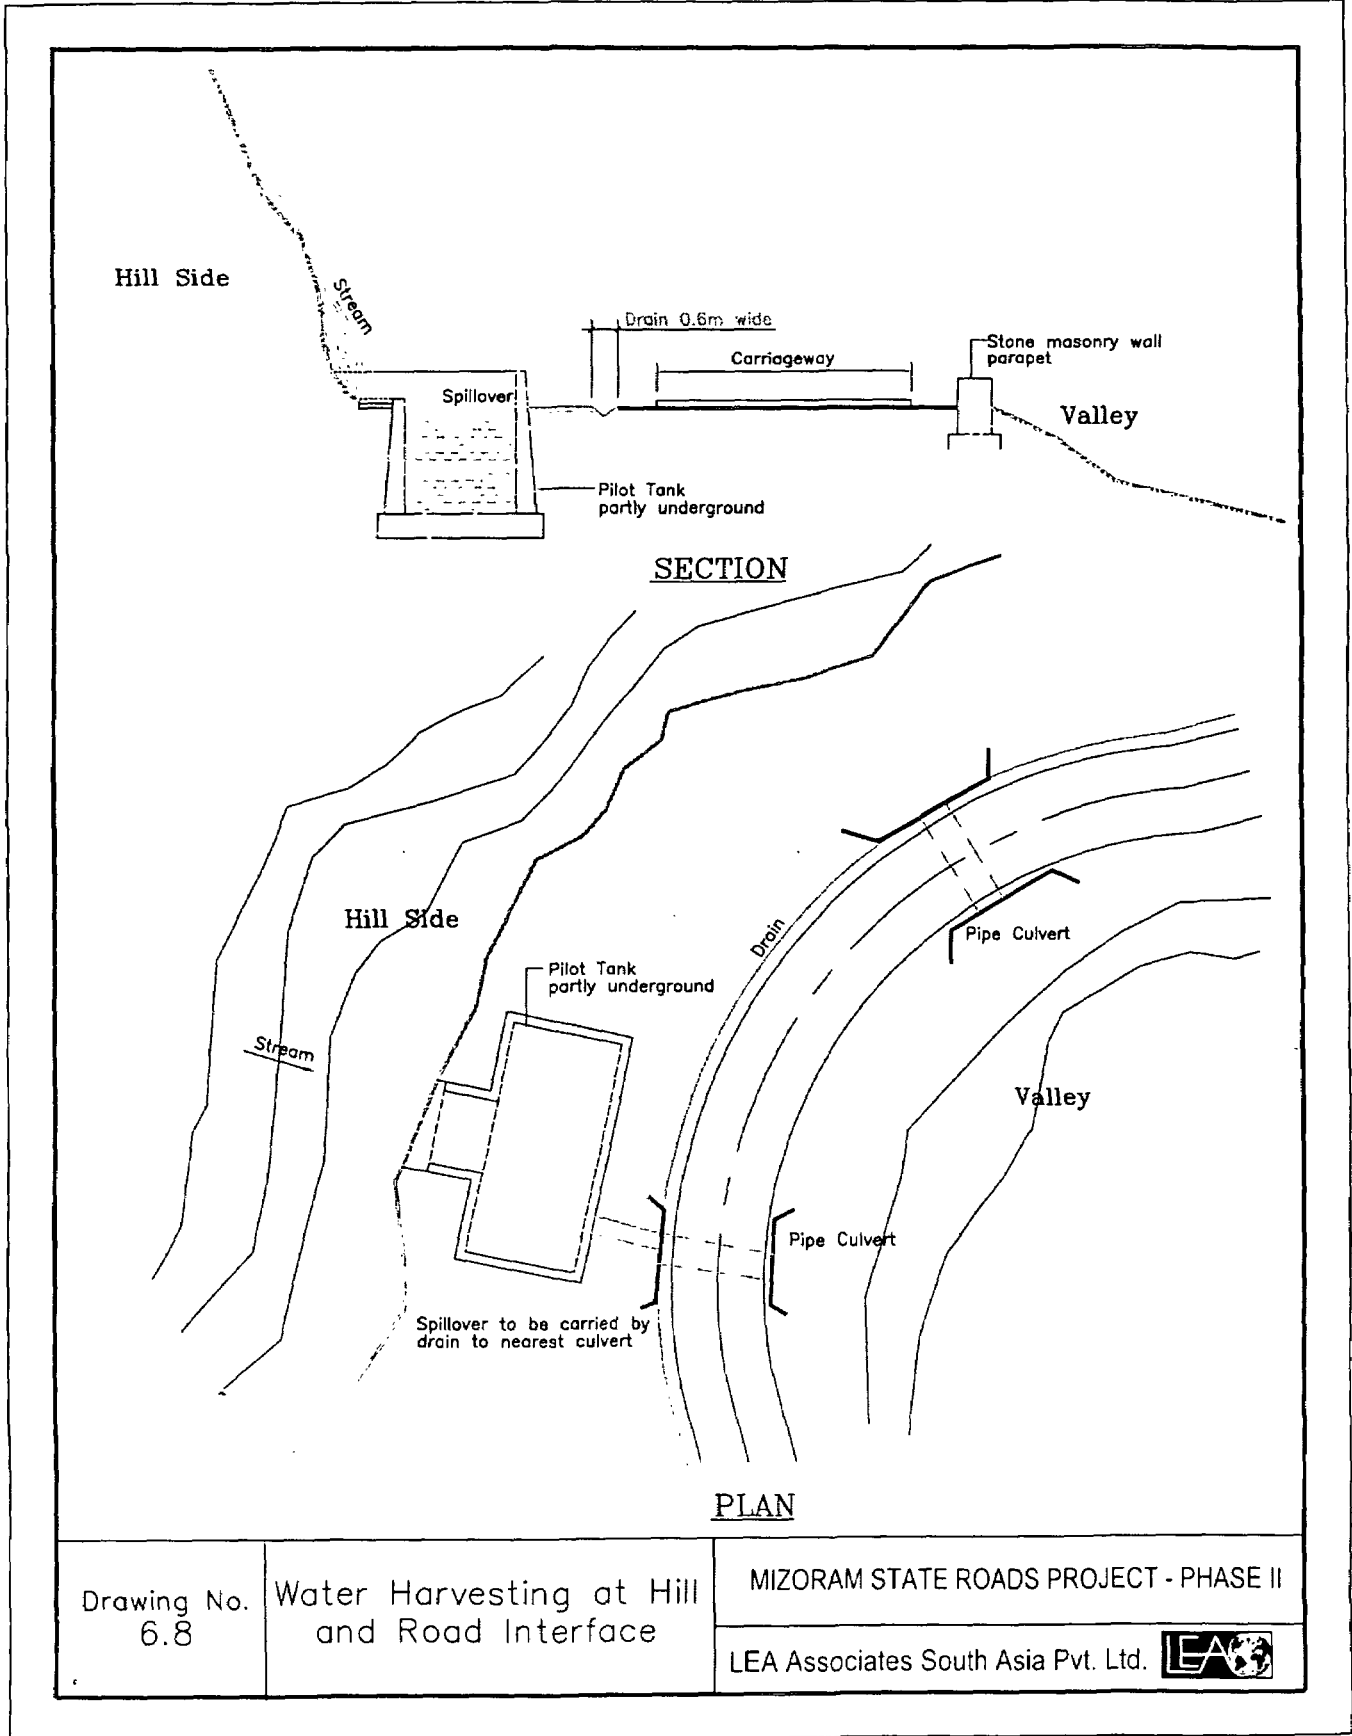 Hill Side
Stream
Drain 0.6m wide
Carriageway
Stone masonry wall
parapet
Spillover
Valley
Pilot Tank
partly underground
SECTION
Hill Side
Drain
Pipe Culvert
Pilot Tank
partly underground
Stream
Valley
Pipe Culvert
Spillover to be carried by
drain to nearest culvert
PLAN
Drawing No.
6.8
Water Harvesting at Hill
and Road Interface
MIZORAM STATE ROADS PROJECT - PHASE II
LEA Associates South Asia Pvt. Ltd.
LEA